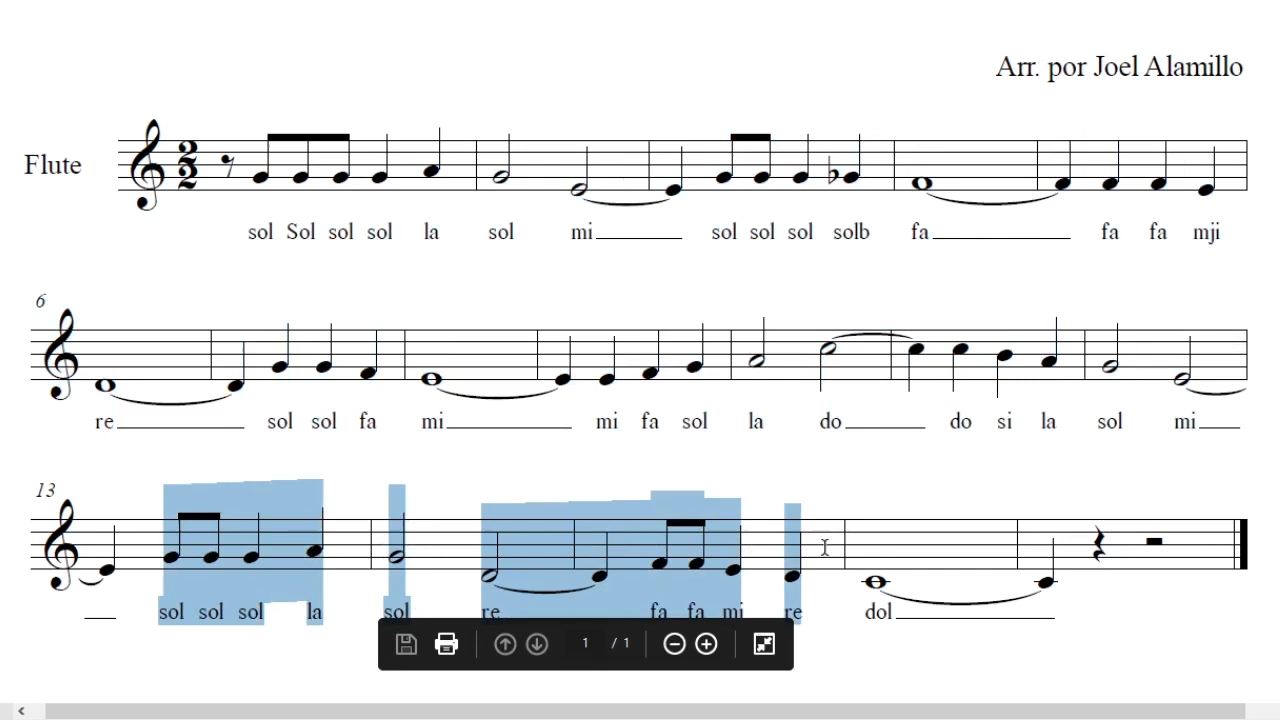 Arr. por Joel Alamillo
Flute
sol Sol sol sol la sol mi sol sol sol solb fa fa fa mji
6
re sol sol fa mi mi fa sol la do do si la sol mi
13
sol sol sol la sol re fa fa mi re dol
1 / 1